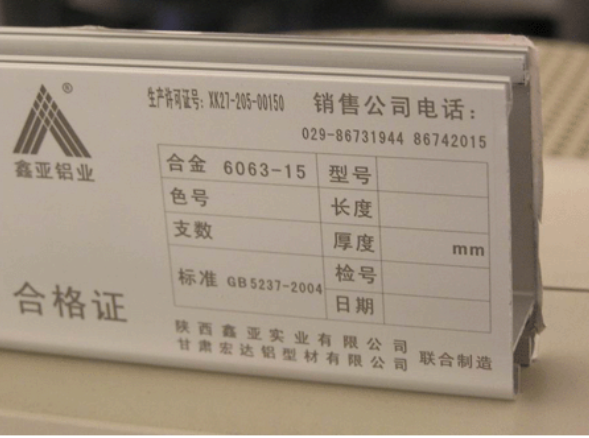 ®
鑫亚铝业
合格证
生产许可证号：XK27-205-00150
销售公司电话：
029-86731944 86742015
合金 6063-15 型号
色号 长度
支数 厚度 mm
标准 GB5237-2004 检号
日期
陕西鑫亚实业有限公司
甘肃宏达铝型材有限公司
联合制造